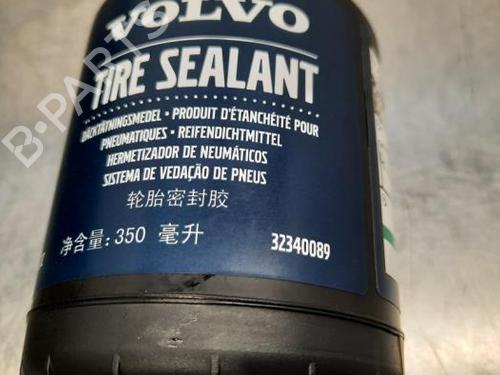 VOLVO
TIRE SEALANT
DÄCKTÄTNINGSMEDEL • PRODUIT D'ÉTANCHÉITÉ POUR
PNEUMATIQUES • REIFENDICHTMITTEL
HERMETIZADOR DE NEUMÁTICOS
SISTEMA DE VEDAÇÃO DE PNEUS
轮胎密封胶
净含量: 350 毫升
32340089
B-PARTS